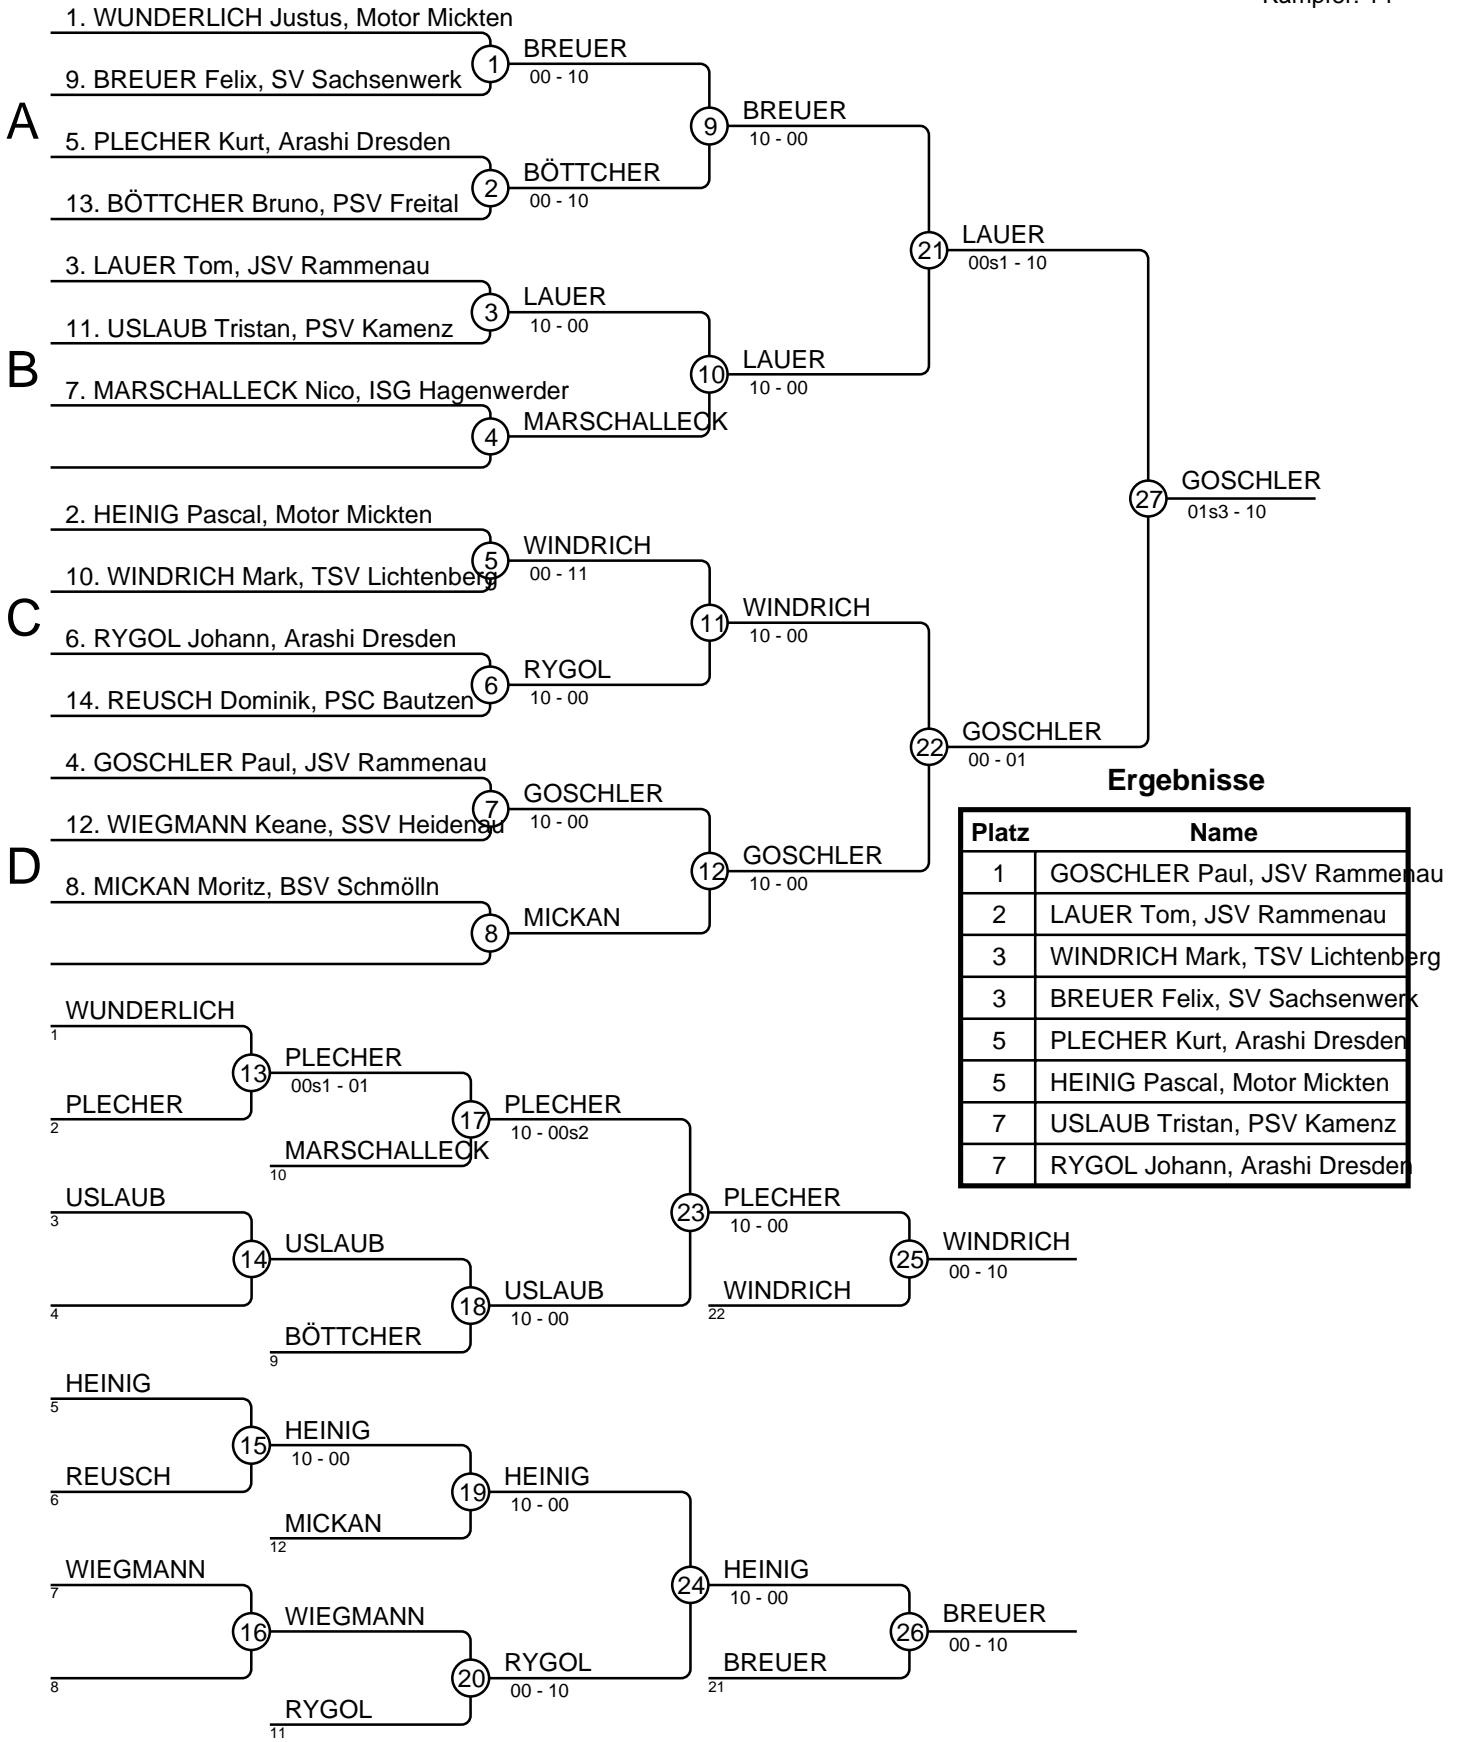 1. WUNDERLICH Justus, Motor Mickten
1
BREUER
00 - 10
9. BREUER Felix, SV Sachsenwerk
A
9
BREUER
10 - 00
5. PLECHER Kurt, Arashi Dresden
2
BÖTTCHER
00 - 10
13. BÖTTCHER Bruno, PSV Freital
21
LAUER
00s1 - 10
3. LAUER Tom, JSV Rammenau
3
LAUER
10 - 00
11. USLAUB Tristan, PSV Kamenz
B
10
LAUER
10 - 00
7. MARSCHALLECK Nico, ISG Hagenwerder
4
MARSCHALLECK
27
GOSCHLER
01s3 - 10
2. HEINIG Pascal, Motor Mickten
5
WINDRICH
00 - 11
10. WINDRICH Mark, TSV Lichtenberg
C
11
WINDRICH
10 - 00
6. RYGOL Johann, Arashi Dresden
6
RYGOL
10 - 00
14. REUSCH Dominik, PSC Bautzen
22
GOSCHLER
00 - 01
4. GOSCHLER Paul, JSV Rammenau
7
GOSCHLER
10 - 00
12. WIEGMANN Keane, SSV Heidenau
D
12
GOSCHLER
10 - 00
8. MICKAN Moritz, BSV Schmölln
8
MICKAN
Ergebnisse
Platz Name
1 GOSCHLER Paul, JSV Rammenau
2 LAUER Tom, JSV Rammenau
3 WINDRICH Mark, TSV Lichtenberg
3 BREUER Felix, SV Sachsenwerk
5 PLECHER Kurt, Arashi Dresden
5 HEINIG Pascal, Motor Mickten
7 USLAUB Tristan, PSV Kamenz
7 RYGOL Johann, Arashi Dresden
WUNDERLICH
1
13
PLECHER
00s1 - 01
PLECHER
2
17
PLECHER
10 - 00s2
MARSCHALLECK
10
USLAUB
3
23
PLECHER
10 - 00
14
USLAUB
25
WINDRICH
00 - 10
4
18
USLAUB
10 - 00
WINDRICH
22
BÖTTCHER
9
HEINIG
5
15
HEINIG
10 - 00
REUSCH
6
19
HEINIG
10 - 00
MICKAN
12
WIEGMANN
7
24
HEINIG
10 - 00
16
WIEGMANN
26
BREUER
00 - 10
8
20
RYGOL
00 - 10
BREUER
21
RYGOL
11